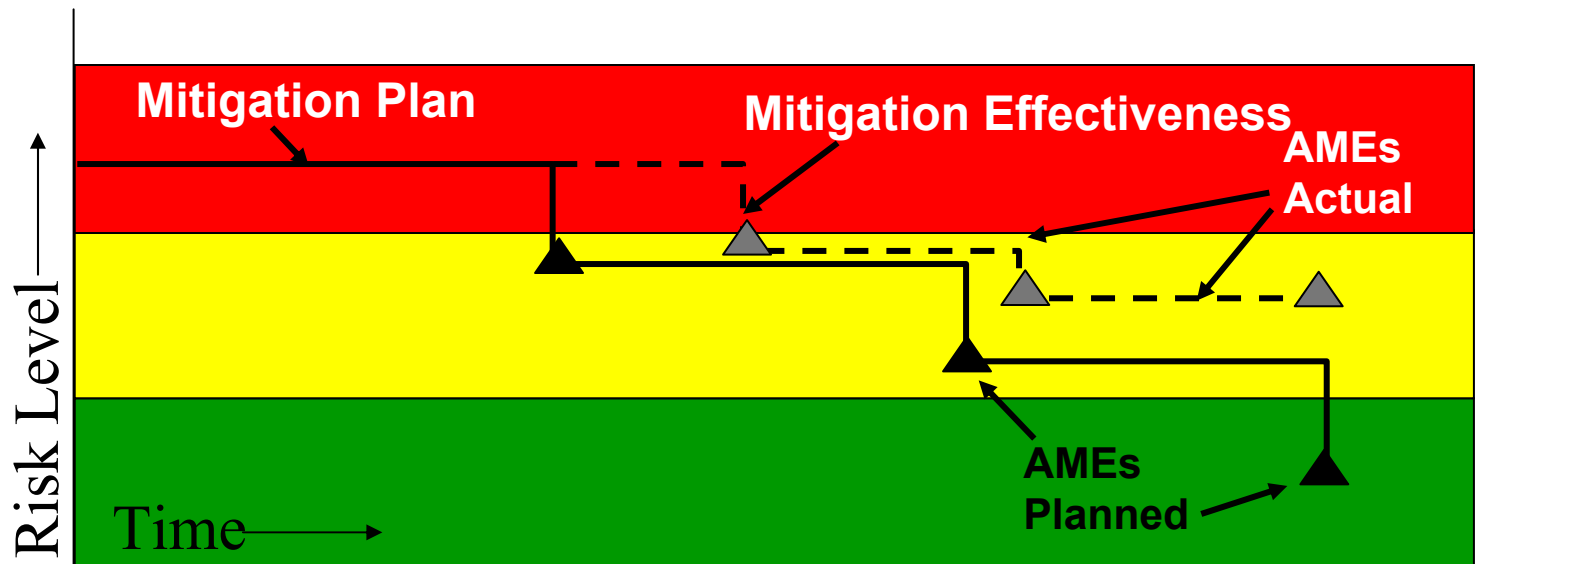 Mitigation Plan
Mitigation Effectiveness
AMEs
Actual
Risk Level
AMEs
Planned
Time